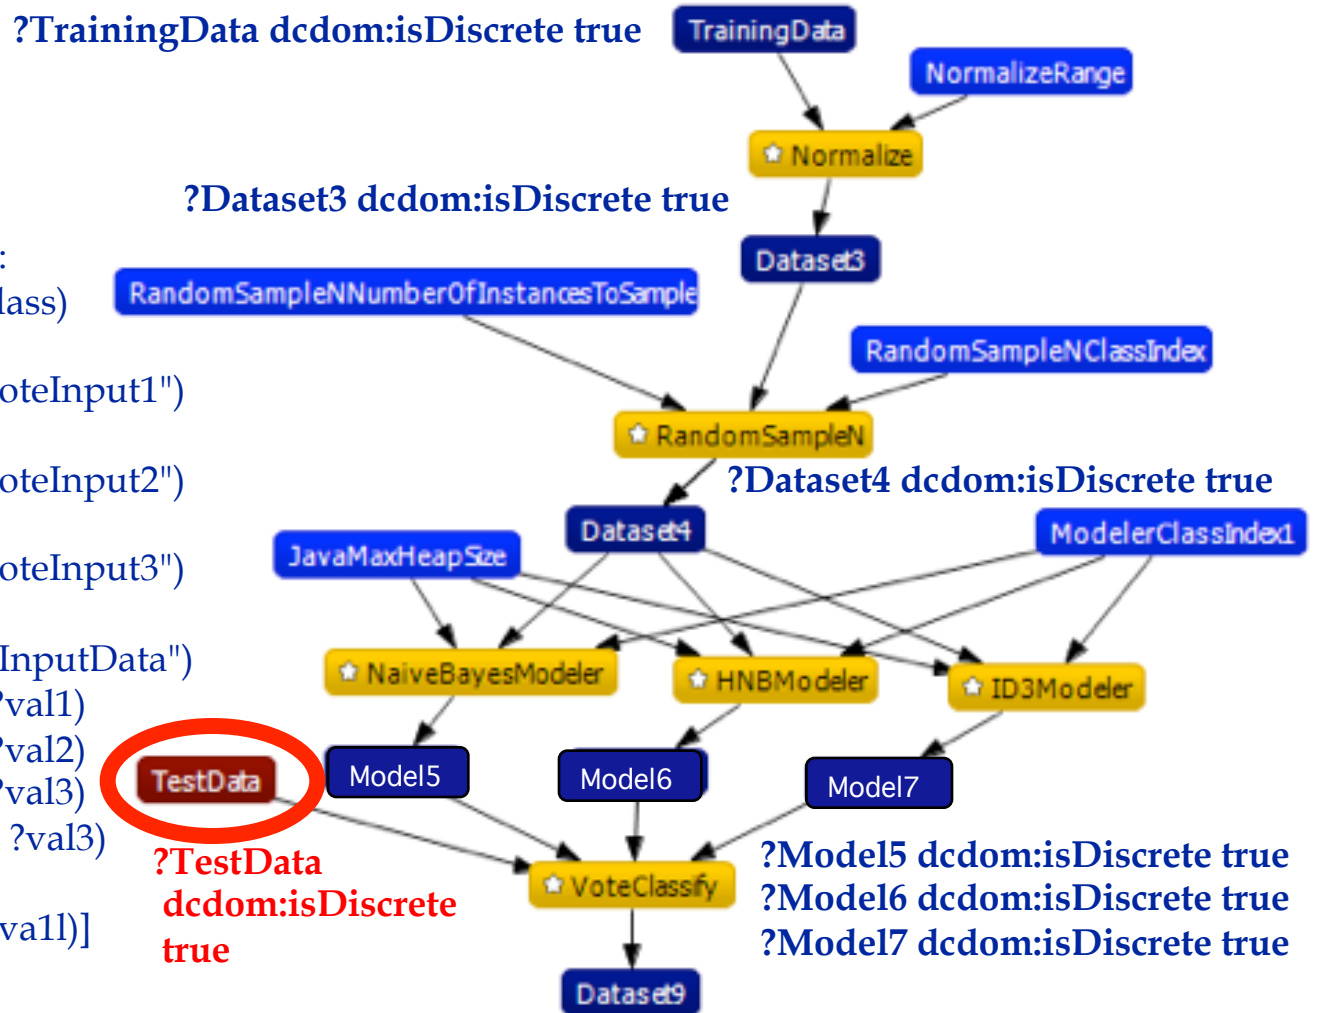 ?TrainingData dcdom:isDiscrete true
TrainingData
NormalizeRange
Normalize
?Dataset3 dcdom:isDiscrete true
Dataset3
:
lass)
RandomSampleNNumberOfInstancesToSample
RandomSampleNClassIndex
oteInput1")
RandomSampleN
oteInput2")
?Dataset4 dcdom:isDiscrete true
Dataset4
ModelerClassIndex1
JavaMaxHeapSize
oteInput3")
InputData")
NaiveBayesModeler
HNBModeler
ID3Modeler
?val1)
?val2)
?val3)
?val3)
TestData
Model5
Model6
Model7
?TestData
dcdom:isDiscrete
true
VoteClassify
?Model5 dcdom:isDiscrete true
?Model6 dcdom:isDiscrete true
?Model7 dcdom:isDiscrete true
va1l)]
Dataset9